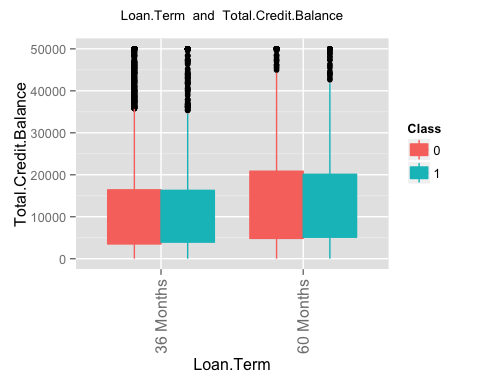 Loan.Term and Total.Credit.Balance
50000
40000
30000
20000
10000
0
Total.Credit.Balance
36 Months
60 Months
Loan.Term
Class
0
1